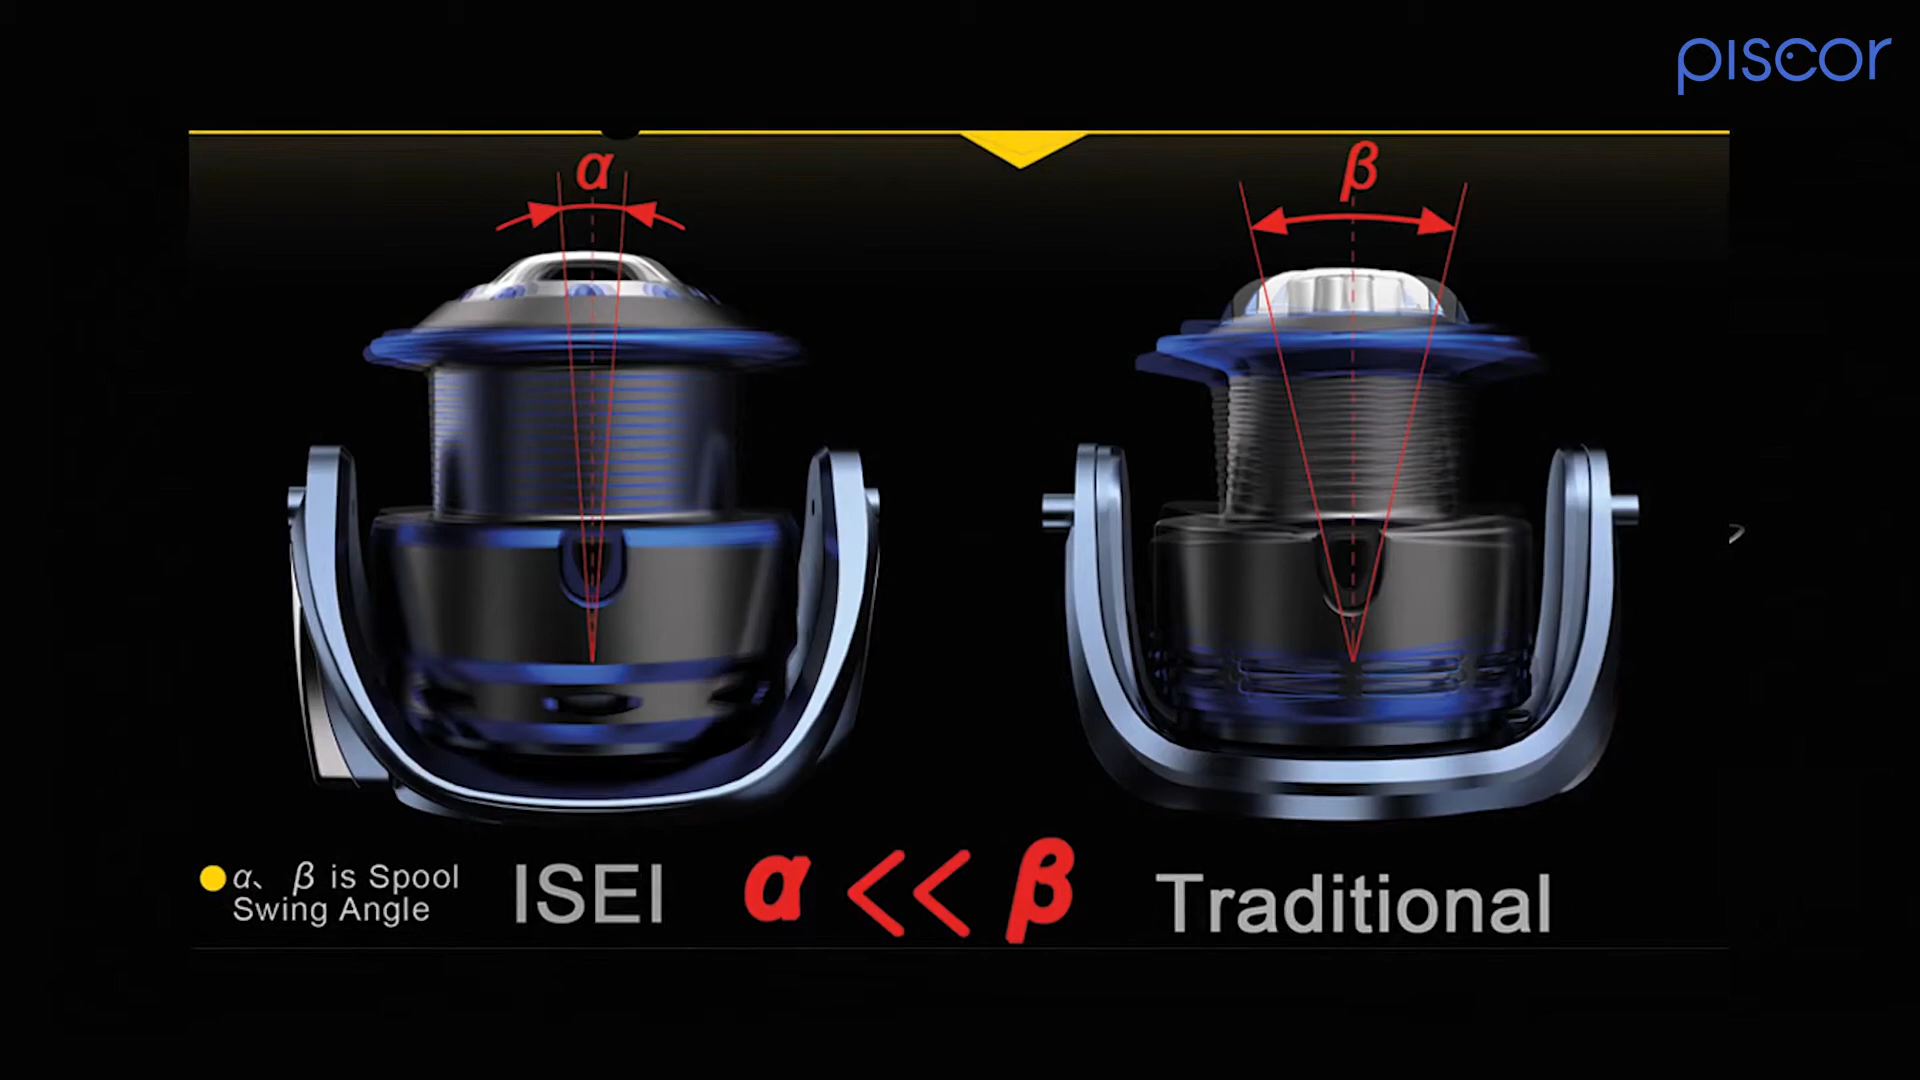 piscor
α
β
α、 β is Spool
Swing Angle
ISEI
α << β
Traditional